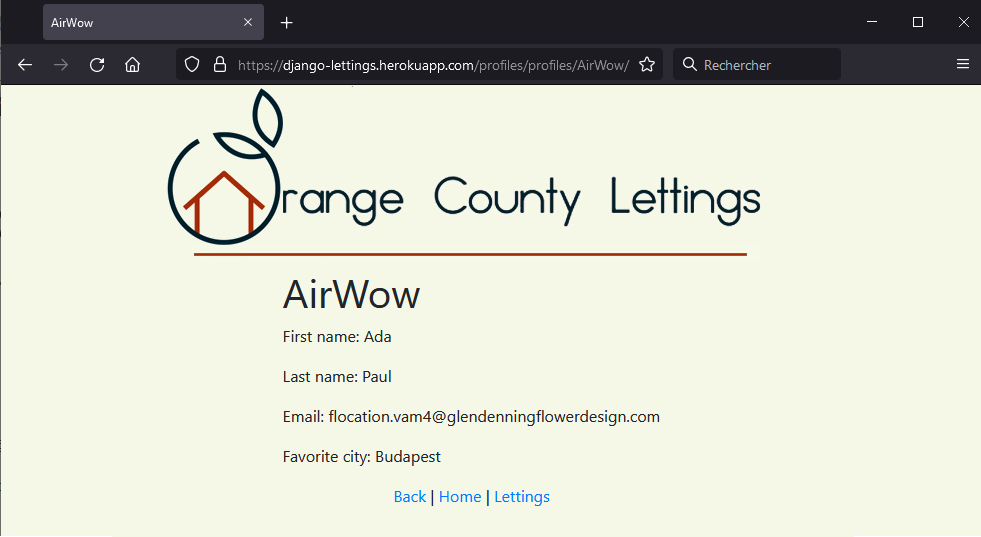 AirWow
https://django-lettings.herokuapp.com/profiles/profiles/AirWow/
Rechercher
range County Lettings
AirWow
First name: Ada
Last name: Paul
Email: flocation.vam4@glendenningflowerdesign.com
Favorite city: Budapest
Back | Home | Lettings